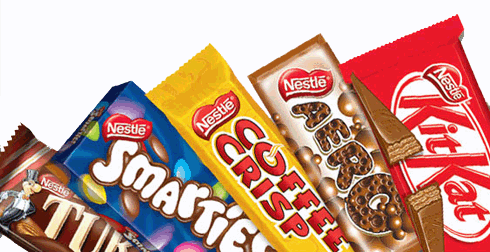 Nestlé
TUR
Nestlé
SMARTIES
Nestlé
COFFEE
CRISP
Nestlé
AERO
Nestlé
KitKat